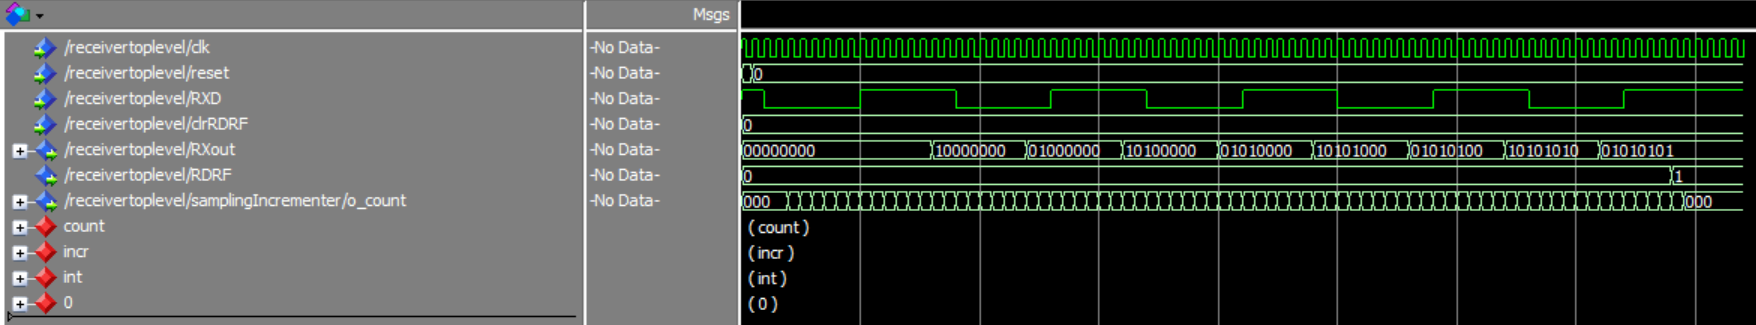 Msgs
/receivertoplevel/clk -No Data-
/receivertoplevel/reset -No Data- 0
/receivertoplevel/RXD -No Data-
/receivertoplevel/clrRDRF -No Data- 0
/receivertoplevel/RXout -No Data- 00000000 10000000 01000000 10100000 01010000 10101000 01010100 10101010 01010101
/receivertoplevel/RDRF -No Data- 0 1
/receivertoplevel/samplingIncrementer/o_count -No Data- 000 000
count ( count )
incr ( incr )
int ( int )
0 ( 0 )